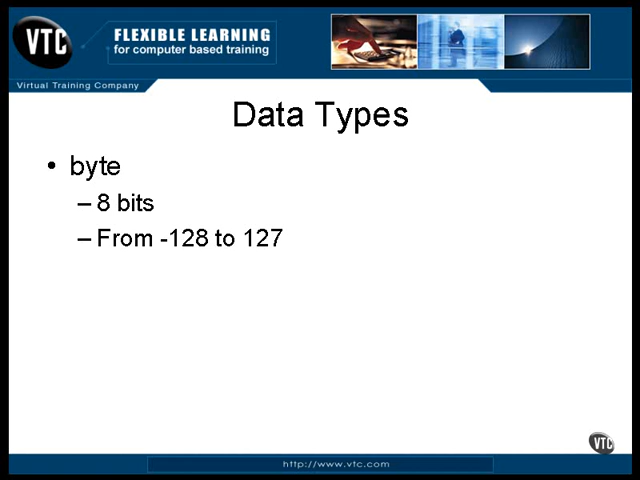 VTC
FLEXIBLE LEARNING
for computer based training
Virtual Training Company
Data Types
• byte
– 8 bits
– From -128 to 127
VTC
http://www.vtc.com